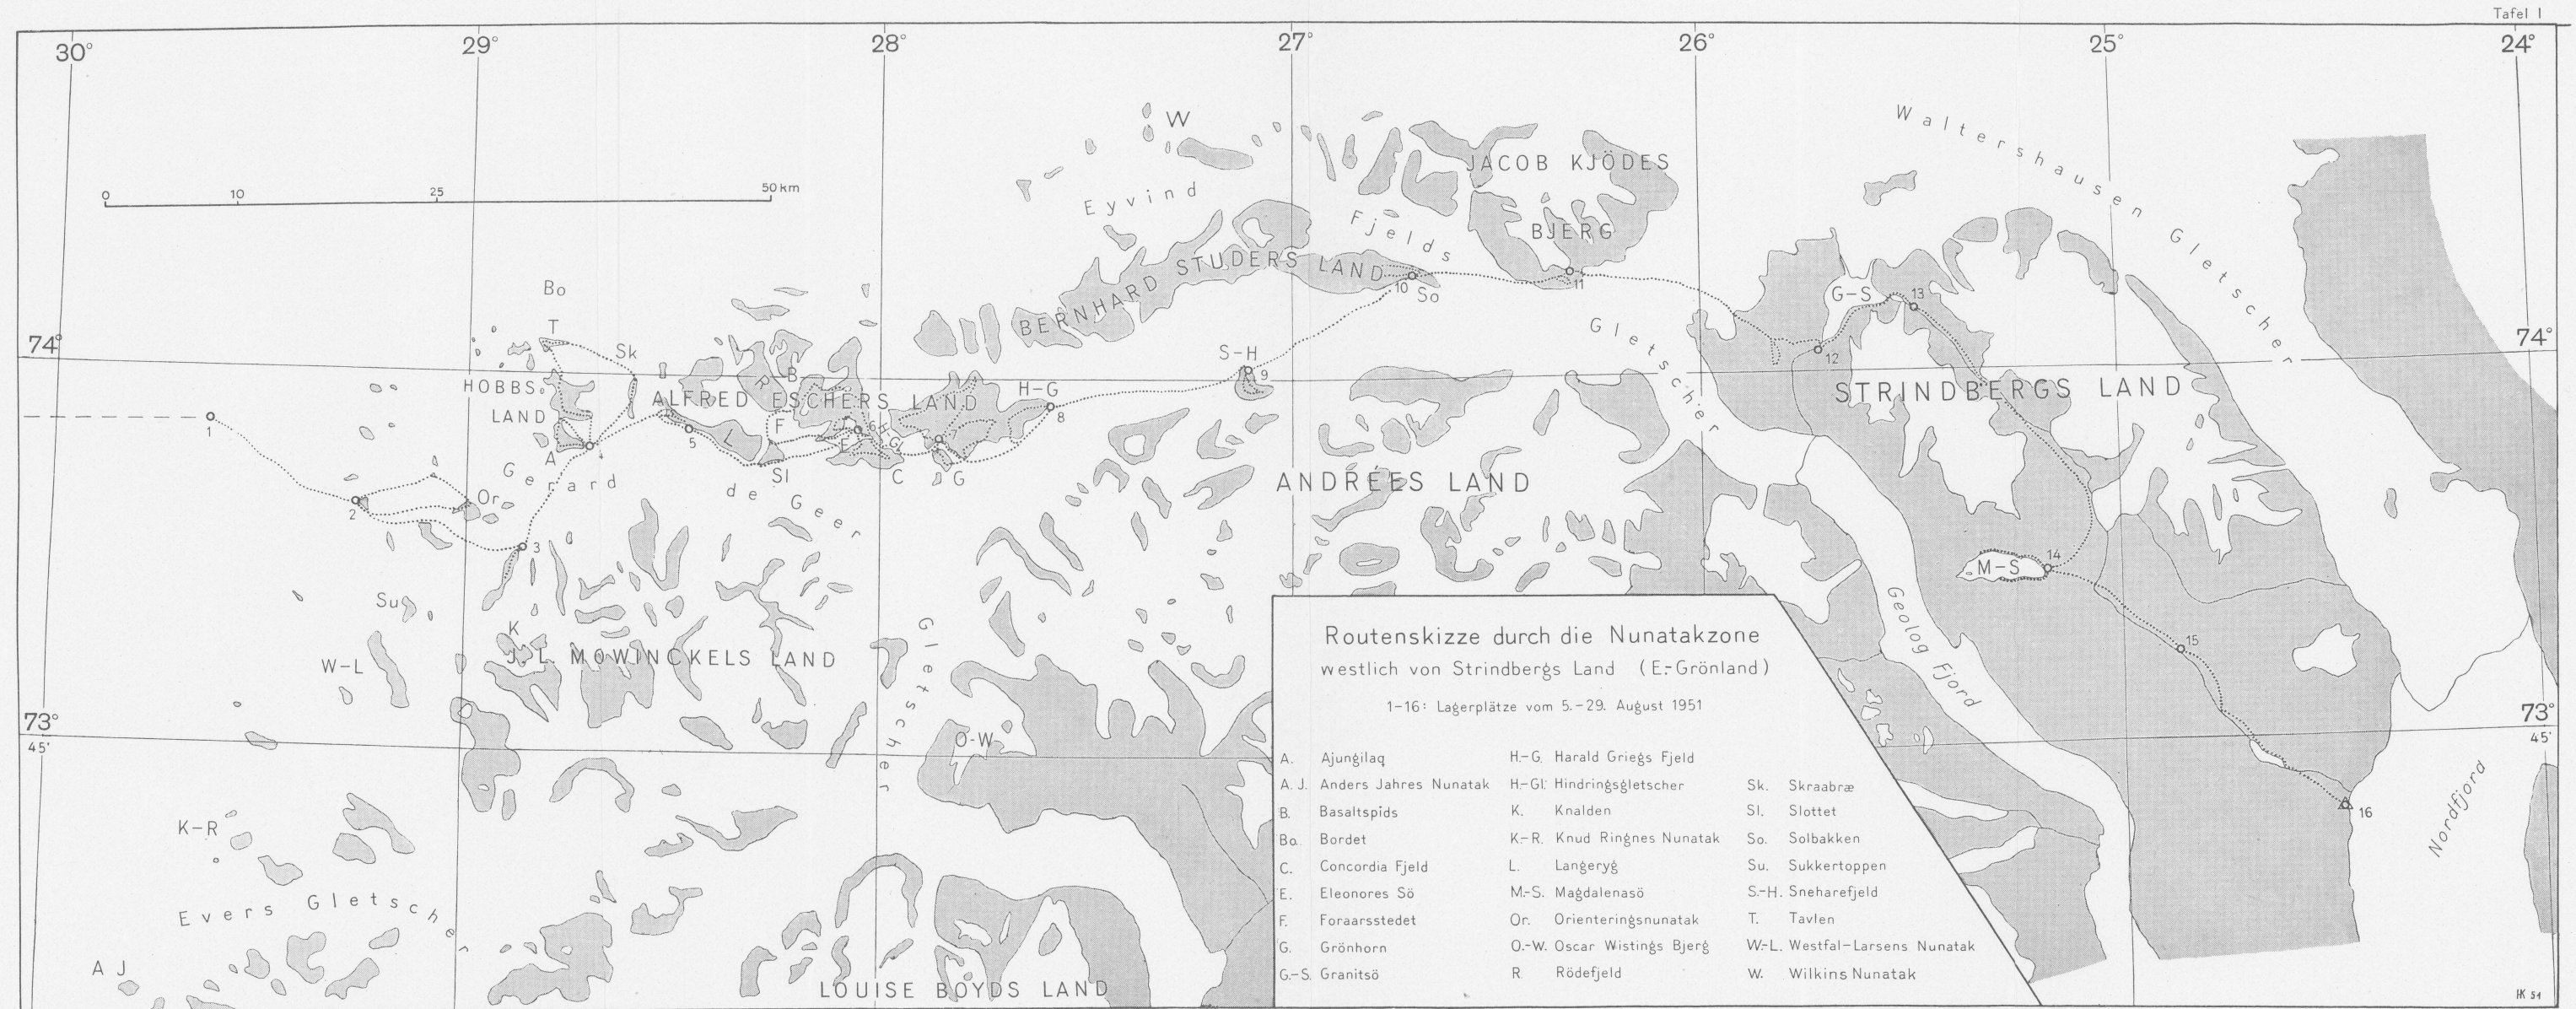 Tafel I
30° 29° 28° 27° 26° 25° 24°
0 10 25 50 km
W
Eyvind
Fjelds
Gletscher
JACOB KJÖDES
BJERG
Waltershausen Gletscher
BERNHARD STUDERS LAND
10
So
11
G-S
13
12
Bo
T
Sk
74°
74°
HOBBS
LAND
A
4
1
2
Or
3
Gerard
de Geer
Gletscher
ALFRED ESCHERS LAND
B
R
L
F
E
5
Sl
6
H-Gl
7
C
G
H-G
8
S-H
9
STRINDBERGS LAND
ANDRÉES LAND
M-S
14
15
16
Geolog Fjord
Nordfjord
Su
K
W-L
J. L. MOWINCKELS LAND
O-W
73°
45'
73°
45'
K-R
Evers Gletscher
A J
LOUISE BOYDS LAND
Routenskizze durch die Nunatakzone
westlich von Strindbergs Land (E.-Grönland)
1-16: Lagerplätze vom 5.-29. August 1951
A. Ajungilaq
A. J. Anders Jahres Nunatak
B. Basaltspids
Bo. Bordet
C. Concordia Fjeld
E. Eleonores Sö
F. Foraarsstedet
G. Grönhorn
G.-S. Granitsö
H.-G. Harald Griegs Fjeld
H.-Gl. Hindringsgletscher
K. Knalden
K.-R. Knud Ringnes Nunatak
L. Langeryg
M.-S. Magdalenasö
Or. Orienteringsnunatak
O.-W. Oscar Wistings Bjerg
R. Rödefjeld
Sk. Skraabræ
Sl. Slottet
So. Solbakken
Su. Sukkertoppen
S.-H. Sneharefjeld
T. Tavlen
W.-L. Westfal-Larsens Nunatak
W. Wilkins Nunatak
HK 51